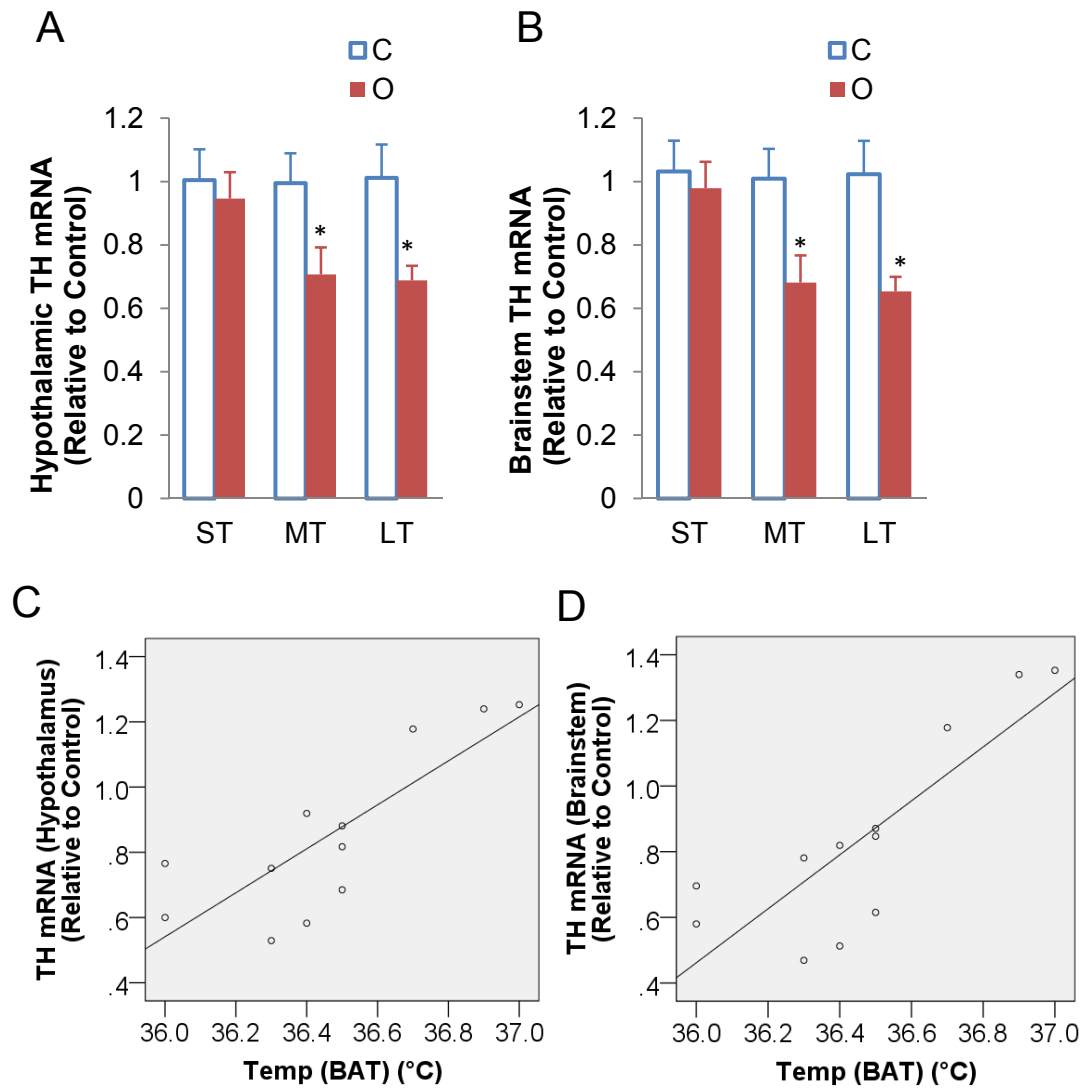 A
C
O
Hypothalamic TH mRNA
(Relative to Control)
1.2
1
0.8
0.6
0.4
0.2
0
*
*
ST MT LT
B
C
O
Brainstem TH mRNA
(Relative to Control)
1.2
1
0.8
0.6
0.4
0.2
0
*
*
ST MT LT
C
TH mRNA (Hypothalamus)
(Relative to Control)
1.4
1.2
1.0
.8
.6
.4
36.0 36.2 36.4 36.6 36.8 37.0
Temp (BAT) (°C)
D
TH mRNA (Brainstem)
(Relative to Control)
1.4
1.2
1.0
.8
.6
.4
36.0 36.2 36.4 36.6 36.8 37.0
Temp (BAT) (°C)